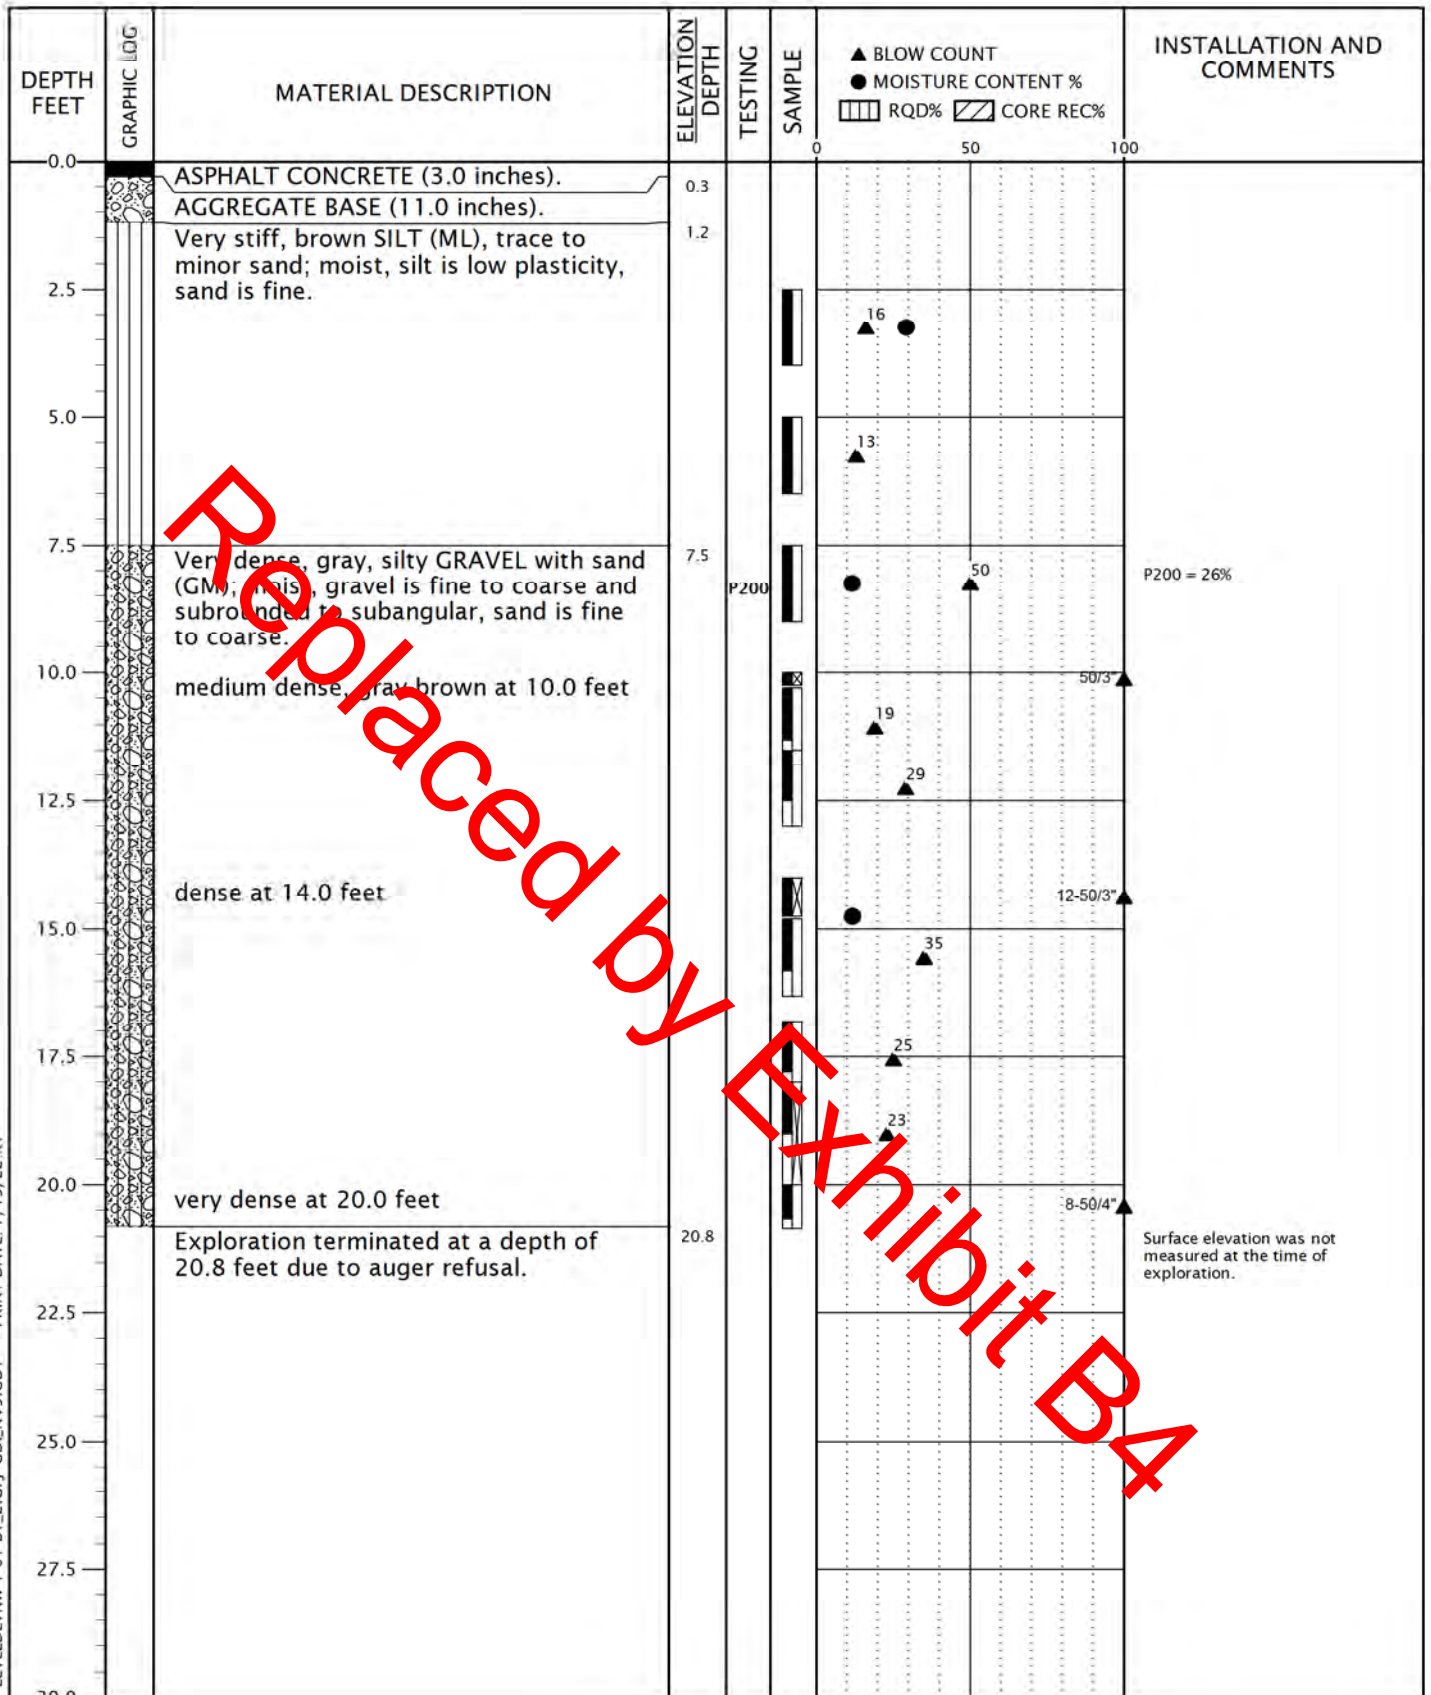 DEPTH
FEET
GRAPHIC LOG
MATERIAL DESCRIPTION
ELEVATION
DEPTH
TESTING
SAMPLE
▲ BLOW COUNT
● MOISTURE CONTENT %
RQD% CORE REC%
INSTALLATION AND
COMMENTS
0 50 100
0.0
ASPHALT CONCRETE (3.0 inches).
0.3
AGGREGATE BASE (11.0 inches).
1.2
Very stiff, brown SILT (ML), trace to
minor sand; moist, silt is low plasticity,
sand is fine.
2.5
16
5.0
13
7.5
Very dense, gray, silty GRAVEL with sand
(GM); moist, gravel is fine to coarse and
subrounded to subangular, sand is fine
to coarse.
7.5
P200
50
P200 = 26%
10.0
medium dense, gray brown at 10.0 feet
50/3"
19
29
12.5
dense at 14.0 feet
12-50/3"
15.0
35
17.5
25
23
20.0
very dense at 20.0 feet
8-50/4"
Exploration terminated at a depth of
20.8 feet due to auger refusal.
20.8
Surface elevation was not
measured at the time of
exploration.
22.5
25.0
27.5
Replaced by Exhibit B4